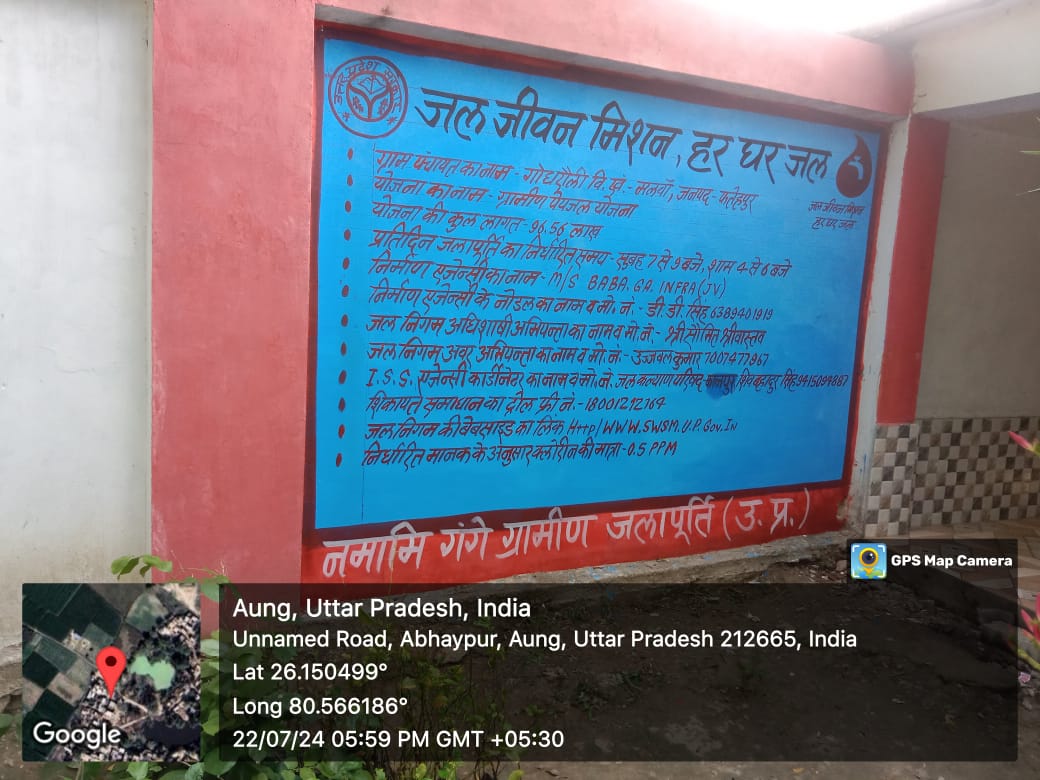 उत्तर प्रदेश सरकार
जल जीवन मिशन, हर घर जल
जल जीवन मिशन
हर घर जल
• ग्राम पंचायत का नाम - गोधरौली वि. खं.- मलवॉ, जनपद - फतेहपुर
• योजना का नाम - ग्रामीण पेयजल योजना
• योजना की कुल लागत - 96.56 लाख
• प्रतिदिन जलापूर्ति का निर्धारित समय - सुबह 7 से 9 बजे, शाम 4 से 6 बजे
• निर्माण एजेन्सी का नाम - M/S BABA. GA. INFRA (JV)
• निर्माण एजेन्सी के नोडल का नाम व मो. नं. - डी. डी. सिंह 6389401919
• जल निगम अधिशाषी अभियन्ता का नाम व मो. नं.- श्री सौमित श्रीवास्तव
• जल निगम अवर अभियन्ता का नाम व मो. नं.- उज्जवल कुमार 7007477967
• I.S.S. एजेन्सी कार्डीनेटर का नाम व मो. नं. जल कल्याण परिषद कानपुर शिव बहादुर सिंह 9415094887
• शिकायत समाधान का ट्रोल फ्री नं.- 18001212164
• जल निगम की वेबसाइड का लिंक Http/WWW.SWSM.U.P.Gov.In
• निर्धारित मानक के अनुसार क्लोरीन की मात्रा - 0.5 PPM
नमामि गंगे ग्रामीण जलापूर्ति (उ. प्र.)
GPS Map Camera
Aung, Uttar Pradesh, India
Unnamed Road, Abhaypur, Aung, Uttar Pradesh 212665, India
Lat 26.150499°
Long 80.566186°
22/07/24 05:59 PM GMT +05:30
Google